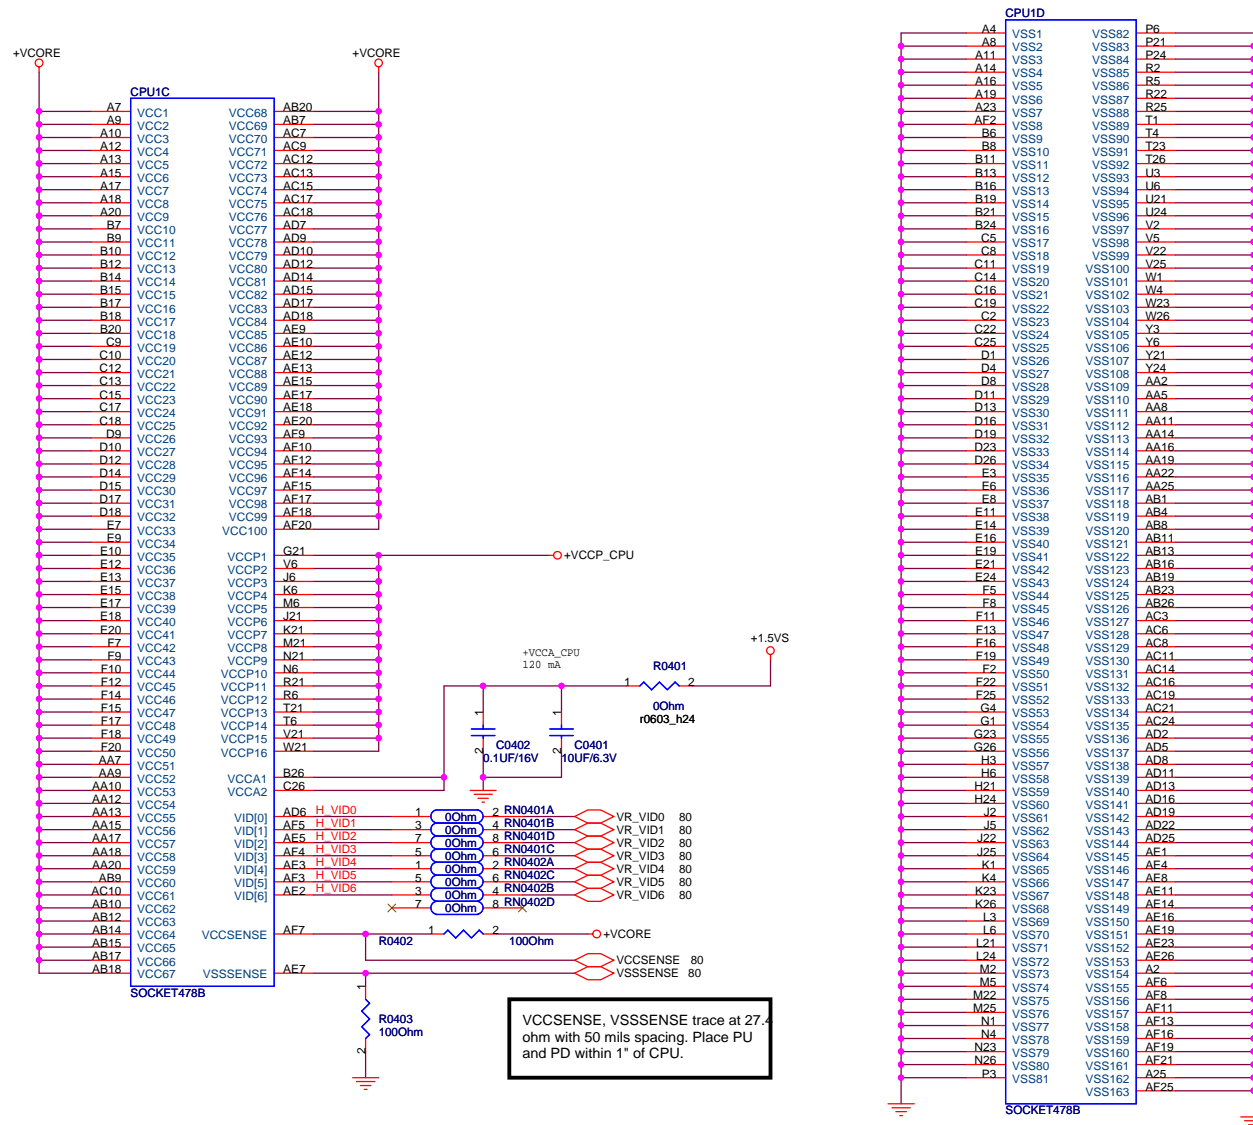 +VCORE
+VCORE
CPU1C
A7 VCC1 VCC68 AB20
A9 VCC2 VCC69 AB7
A10 VCC3 VCC70 AC7
A12 VCC4 VCC71 AC9
A13 VCC5 VCC72 AC12
A15 VCC6 VCC73 AC13
A17 VCC7 VCC74 AC15
A18 VCC8 VCC75 AC17
A20 VCC9 VCC76 AC18
B7 VCC10 VCC77 AD7
B9 VCC11 VCC78 AD9
B10 VCC12 VCC79 AD10
B12 VCC13 VCC80 AD12
B14 VCC14 VCC81 AD14
B15 VCC15 VCC82 AD15
B17 VCC16 VCC83 AD17
B18 VCC17 VCC84 AD18
B20 VCC18 VCC85 AE9
C9 VCC19 VCC86 AE10
C10 VCC20 VCC87 AE12
C12 VCC21 VCC88 AE13
C13 VCC22 VCC89 AE15
C15 VCC23 VCC90 AE17
C17 VCC24 VCC91 AE18
C18 VCC25 VCC92 AE20
D9 VCC26 VCC93 AF9
D10 VCC27 VCC94 AF10
D12 VCC28 VCC95 AF12
D14 VCC29 VCC96 AF14
D15 VCC30 VCC97 AF15
D17 VCC31 VCC98 AF17
D18 VCC32 VCC99 AF18
E7 VCC33 VCC100 AF20
E9 VCC34
E10 VCC35 VCCP1 G21 +VCCP_CPU
E12 VCC36 VCCP2 V6
E13 VCC37 VCCP3 J6
E15 VCC38 VCCP4 K6
E17 VCC39 VCCP5 M6
E18 VCC40 VCCP6 J21
E20 VCC41 VCCP7 K21
F7 VCC42 VCCP8 M21
F9 VCC43 VCCP9 N21
F10 VCC44 VCCP10 N6
F12 VCC45 VCCP11 R21
F14 VCC46 VCCP12 R6
F15 VCC47 VCCP13 T21
F17 VCC48 VCCP14 T6
F18 VCC49 VCCP15 V21
F20 VCC50 VCCP16 W21
AA7 VCC51
AA9 VCC52 VCCA1 B26
AA10 VCC53 VCCA2 C26
AA12 VCC54
AA13 VCC55 VID[0] AD6 H_VID0 1 0Ohm 2 RN0401A VR_VID0 80
AA15 VCC56 VID[1] AF5 H_VID1 3 0Ohm 4 RN0401B VR_VID1 80
AA17 VCC57 VID[2] AE5 H_VID2 7 0Ohm 8 RN0401D VR_VID2 80
AA18 VCC58 VID[3] AF4 H_VID3 5 0Ohm 6 RN0401C VR_VID3 80
AA20 VCC59 VID[4] AE3 H_VID4 1 0Ohm 2 RN0402A VR_VID4 80
AB9 VCC60 VID[5] AF3 H_VID5 5 0Ohm 6 RN0402C VR_VID5 80
AC10 VCC61 VID[6] AE2 H_VID6 3 0Ohm 4 RN0402B VR_VID6 80
AB10 VCC62 7 0Ohm 8 RN0402D
AB12 VCC63
AB14 VCC64 VCCSENSE AF7 R0402 1 2 100Ohm +VCORE
AB15 VCC65
AB17 VCC66 VCCSENSE 80
AB18 VCC67 VSSSENSE AE7 VSSSENSE 80
SOCKET478B
+VCCA_CPU
120 mA
+1.5VS
R0401
1 2
0Ohm
r0603_h24
1 2
C0402
0.1UF/16V
1 2
C0401
10UF/6.3V
1
R0403
100Ohm
2
VCCSENSE, VSSSENSE trace at 27.4
ohm with 50 mils spacing. Place PU
and PD within 1" of CPU.
CPU1D
A4 VSS1 VSS82 P6
A8 VSS2 VSS83 P21
A11 VSS3 VSS84 P24
A14 VSS4 VSS85 R2
A16 VSS5 VSS86 R5
A19 VSS6 VSS87 R22
A23 VSS7 VSS88 R25
AF2 VSS8 VSS89 T1
B6 VSS9 VSS90 T4
B8 VSS10 VSS91 T23
B11 VSS11 VSS92 T26
B13 VSS12 VSS93 U3
B16 VSS13 VSS94 U6
B19 VSS14 VSS95 U21
B21 VSS15 VSS96 U24
B24 VSS16 VSS97 V2
C5 VSS17 VSS98 V5
C8 VSS18 VSS99 V22
C11 VSS19 VSS100 V25
C14 VSS20 VSS101 W1
C16 VSS21 VSS102 W4
C19 VSS22 VSS103 W23
C2 VSS23 VSS104 W26
C22 VSS24 VSS105 Y3
C25 VSS25 VSS106 Y6
D1 VSS26 VSS107 Y21
D4 VSS27 VSS108 Y24
D8 VSS28 VSS109 AA2
D11 VSS29 VSS110 AA5
D13 VSS30 VSS111 AA8
D16 VSS31 VSS112 AA11
D19 VSS32 VSS113 AA14
D23 VSS33 VSS114 AA16
D26 VSS34 VSS115 AA19
E3 VSS35 VSS116 AA22
E6 VSS36 VSS117 AA25
E8 VSS37 VSS118 AB1
E11 VSS38 VSS119 AB4
E14 VSS39 VSS120 AB8
E16 VSS40 VSS121 AB11
E19 VSS41 VSS122 AB13
E21 VSS42 VSS123 AB16
E24 VSS43 VSS124 AB19
F5 VSS44 VSS125 AB23
F8 VSS45 VSS126 AB26
F11 VSS46 VSS127 AC3
F13 VSS47 VSS128 AC6
F16 VSS48 VSS129 AC8
F19 VSS49 VSS130 AC11
F2 VSS50 VSS131 AC14
F22 VSS51 VSS132 AC16
F25 VSS52 VSS133 AC19
G4 VSS53 VSS134 AC21
G1 VSS54 VSS135 AC24
G23 VSS55 VSS136 AD2
G26 VSS56 VSS137 AD5
H3 VSS57 VSS138 AD8
H6 VSS58 VSS139 AD11
H21 VSS59 VSS140 AD13
H24 VSS60 VSS141 AD16
J2 VSS61 VSS142 AD19
J5 VSS62 VSS143 AD22
J22 VSS63 VSS144 AD25
J25 VSS64 VSS145 AE1
K1 VSS65 VSS146 AE4
K4 VSS66 VSS147 AE8
K23 VSS67 VSS148 AE11
K26 VSS68 VSS149 AE14
L3 VSS69 VSS150 AE16
L6 VSS70 VSS151 AE19
L21 VSS71 VSS152 AE23
L24 VSS72 VSS153 AE26
M2 VSS73 VSS154 A2
M5 VSS74 VSS155 AF6
M22 VSS75 VSS156 AF8
M25 VSS76 VSS157 AF11
N1 VSS77 VSS158 AF13
N4 VSS78 VSS159 AF16
N23 VSS79 VSS160 AF19
N26 VSS80 VSS161 AF21
P3 VSS81 VSS162 A25
VSS163 AF25
SOCKET478B